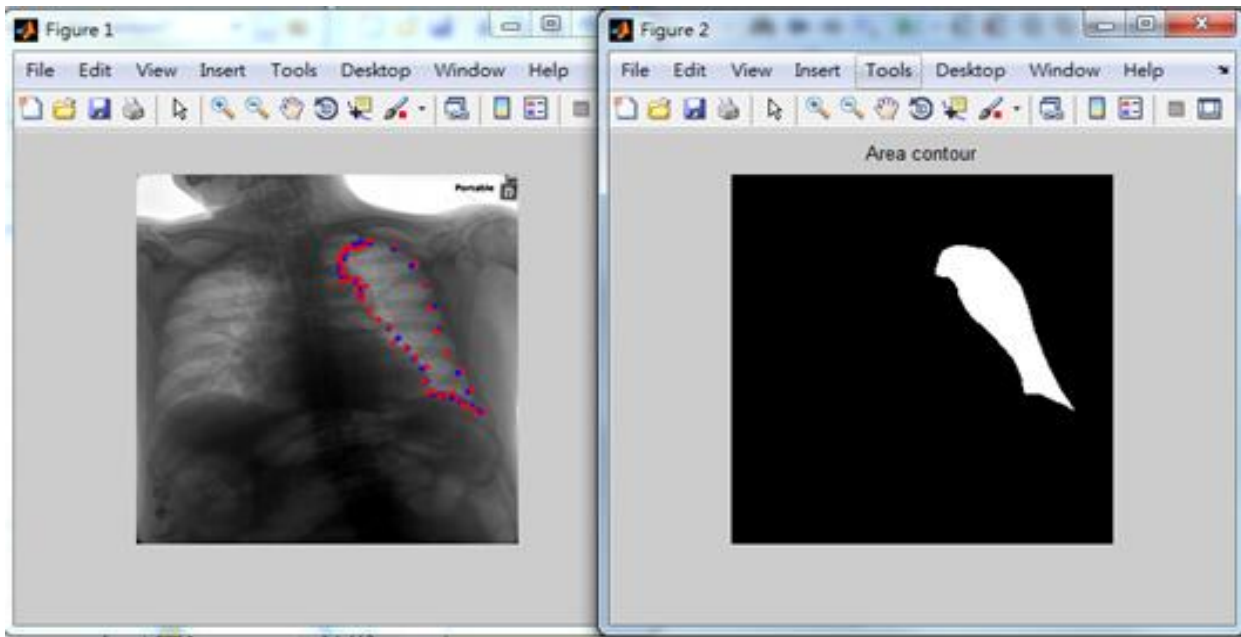 Figure 1
File Edit View Insert Tools Desktop Window Help
Portable
Figure 2
File Edit View Insert Tools Desktop Window Help
Area contour